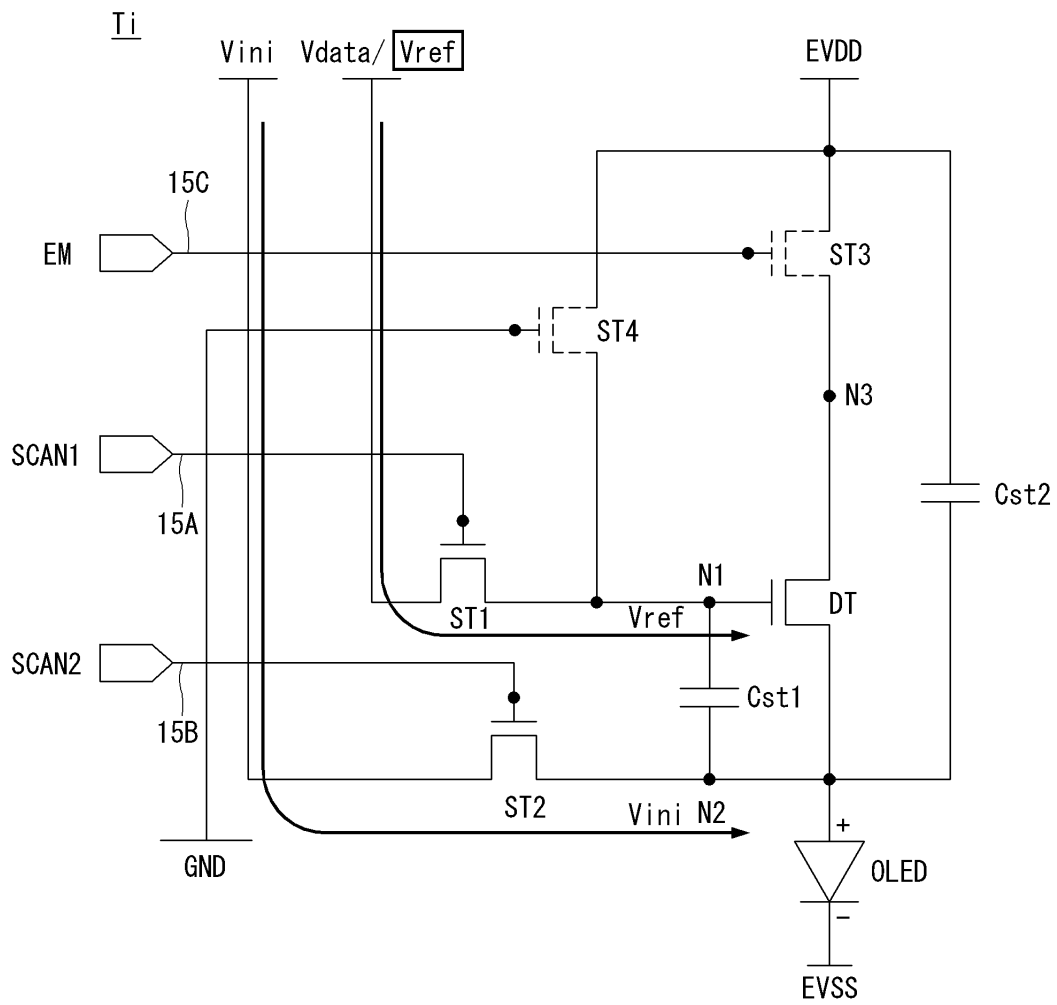 Ti
Vini
Vdata/ Vref
EVDD
15C
EM
ST3
ST4
N3
SCAN1
15A
Cst2
N1
ST1
Vref
DT
SCAN2
15B
Cst1
ST2
Vini N2
GND
+
OLED
−
EVSS